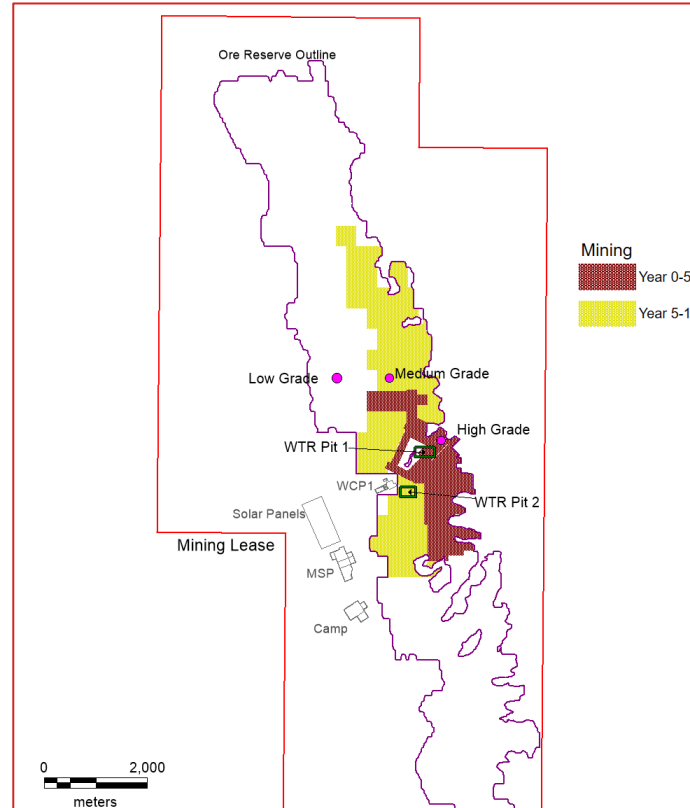 Ore Reserve Outline
Mining
Year 0-5
Year 5-1
Low Grade
Medium Grade
High Grade
WTR Pit 1
WCP1
WTR Pit 2
Solar Panels
Mining Lease
MSP
Camp
0 2,000
meters